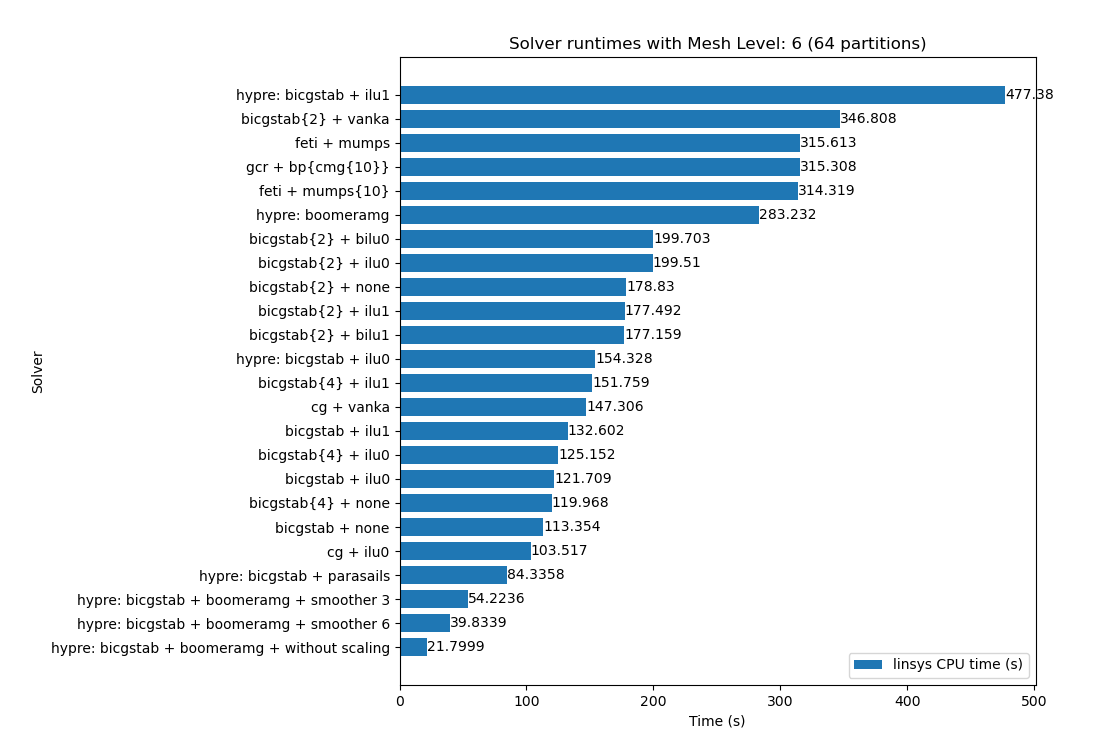 Solver runtimes with Mesh Level: 6 (64 partitions)
hypre: bicgstab + ilu1 477.38
bicgstab{2} + vanka 346.808
feti + mumps 315.613
gcr + bp{cmg{10}} 315.308
feti + mumps{10} 314.319
hypre: boomeramg 283.232
bicgstab{2} + bilu0 199.703
bicgstab{2} + ilu0 199.51
bicgstab{2} + none 178.83
bicgstab{2} + ilu1 177.492
bicgstab{2} + bilu1 177.159
hypre: bicgstab + ilu0 154.328
bicgstab{4} + ilu1 151.759
cg + vanka 147.306
bicgstab + ilu1 132.602
bicgstab{4} + ilu0 125.152
bicgstab + ilu0 121.709
bicgstab{4} + none 119.968
bicgstab + none 113.354
cg + ilu0 103.517
hypre: bicgstab + parasails 84.3358
hypre: bicgstab + boomeramg + smoother 3 54.2236
hypre: bicgstab + boomeramg + smoother 6 39.8339
hypre: bicgstab + boomeramg + without scaling 21.7999
Solver
linsys CPU time (s)
0 100 200 300 400 500
Time (s)